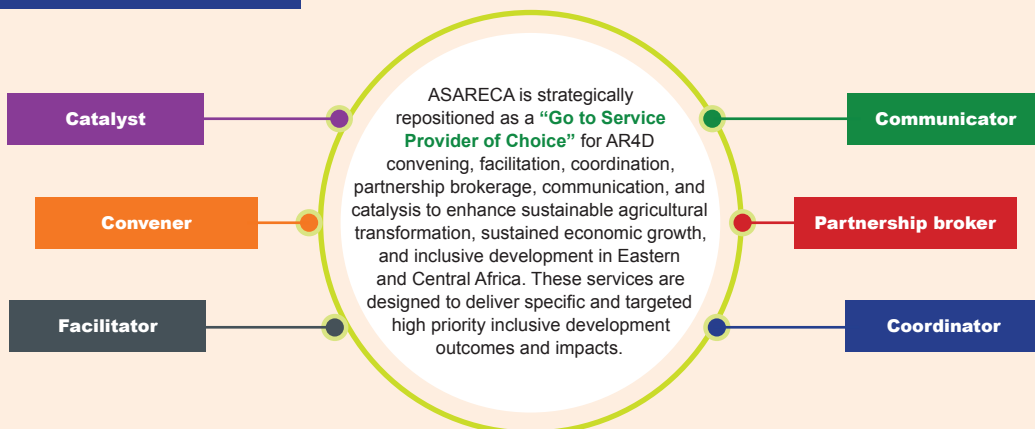 Catalyst
Convener
Facilitator
ASARECA is strategically
repositioned as a “Go to Service
Provider of Choice” for AR4D
convening, facilitation, coordination,
partnership brokerage, communication, and
catalysis to enhance sustainable agricultural
transformation, sustained economic growth,
and inclusive development in Eastern
and Central Africa. These services are
designed to deliver specific and targeted
high priority inclusive development
outcomes and impacts.
Communicator
Partnership broker
Coordinator